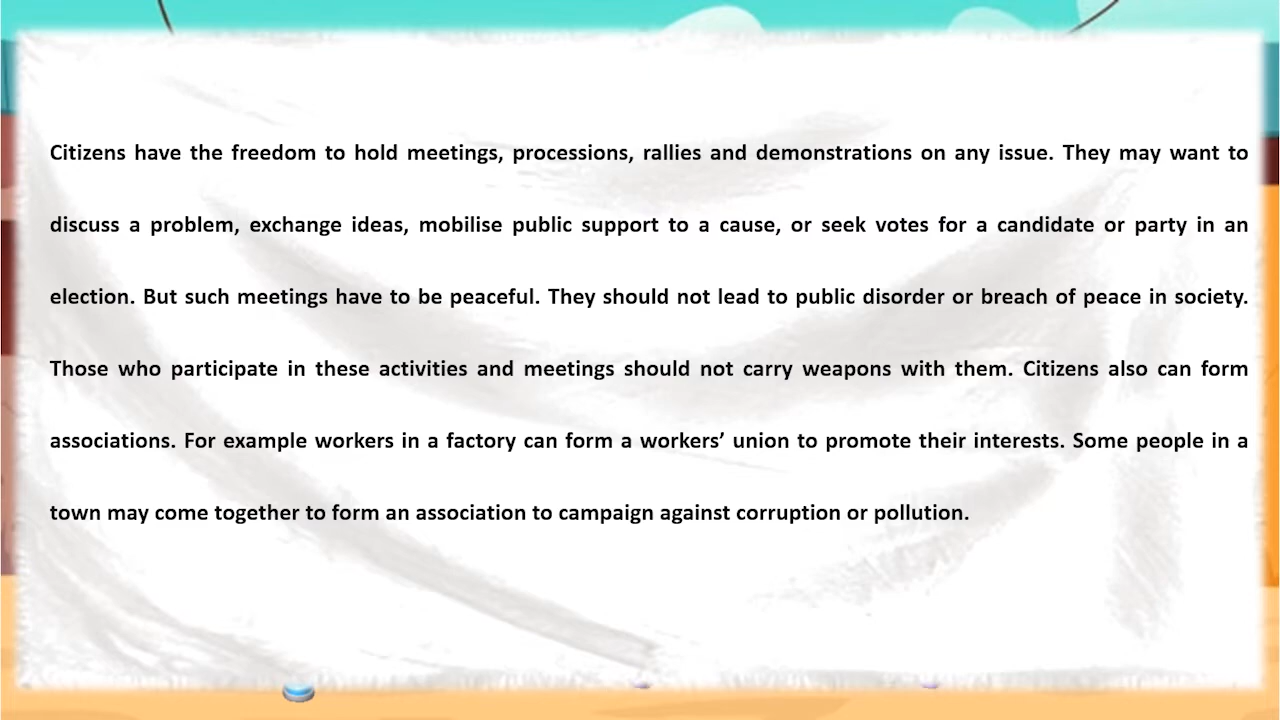 Citizens have the freedom to hold meetings, processions, rallies and demonstrations on any issue. They may want to
discuss a problem, exchange ideas, mobilise public support to a cause, or seek votes for a candidate or party in an
election. But such meetings have to be peaceful. They should not lead to public disorder or breach of peace in society.
Those who participate in these activities and meetings should not carry weapons with them. Citizens also can form
associations. For example workers in a factory can form a workers’ union to promote their interests. Some people in a
town may come together to form an association to campaign against corruption or pollution.